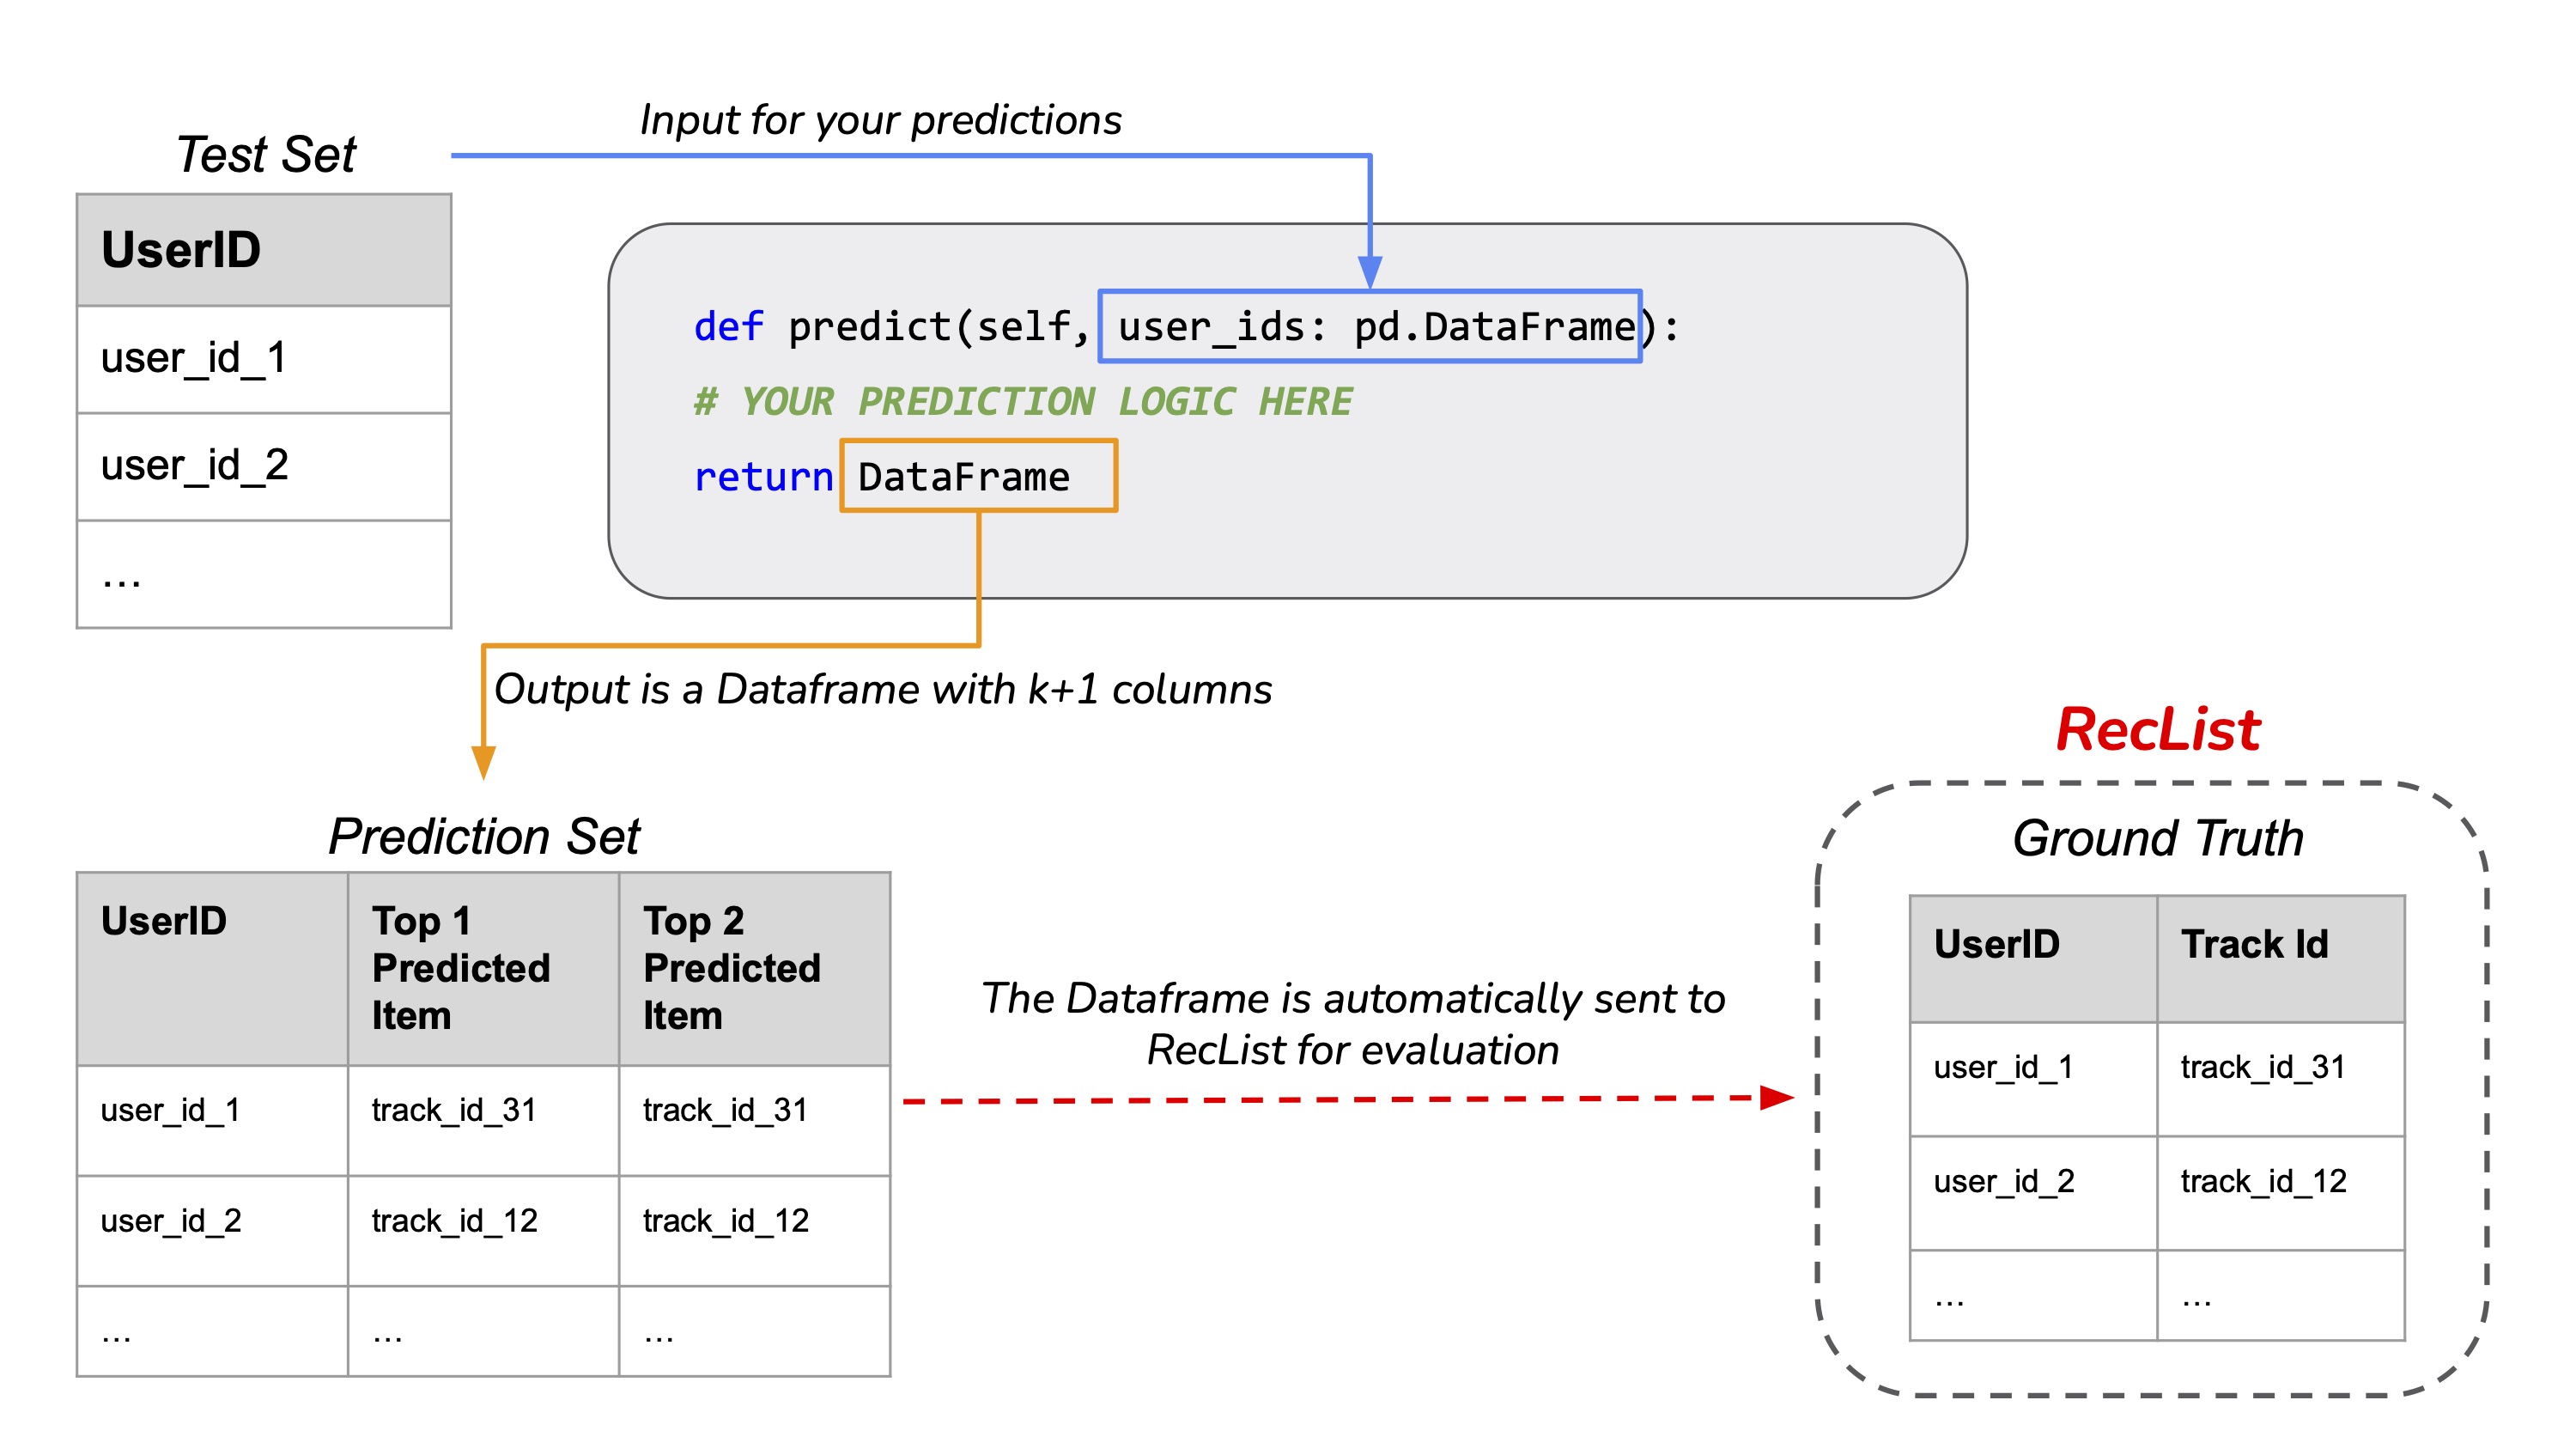 Input for your predictions
Test Set
UserID
user_id_1
user_id_2
...
def predict(self, user_ids: pd.DataFrame):
# YOUR PREDICTION LOGIC HERE
return DataFrame
Output is a Dataframe with k+1 columns
Prediction Set
UserID
Top 1
Predicted
Item
Top 2
Predicted
Item
user_id_1 track_id_31 track_id_31
user_id_2 track_id_12 track_id_12
... ... ...
The Dataframe is automatically sent to
RecList for evaluation
RecList
Ground Truth
UserID Track Id
user_id_1 track_id_31
user_id_2 track_id_12
... ...